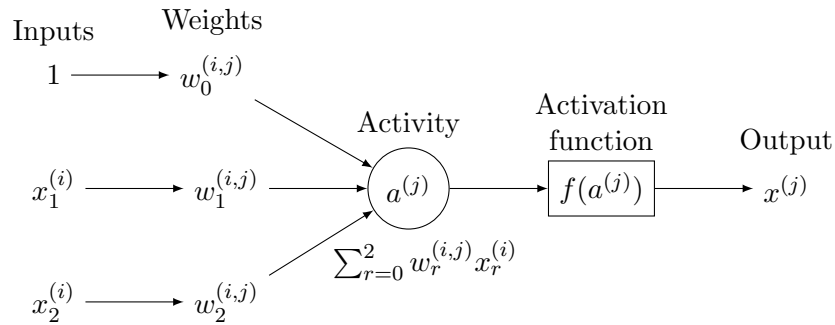 Inputs
Weights
1
w_0^{(i,j)}
Activity
Activation
function
Output
x_1^{(i)}
w_1^{(i,j)}
a^{(j)}
f(a^{(j)})
x^{(j)}
x_2^{(i)}
w_2^{(i,j)}
\sum_{r=0}^{2} w_r^{(i,j)} x_r^{(i)}